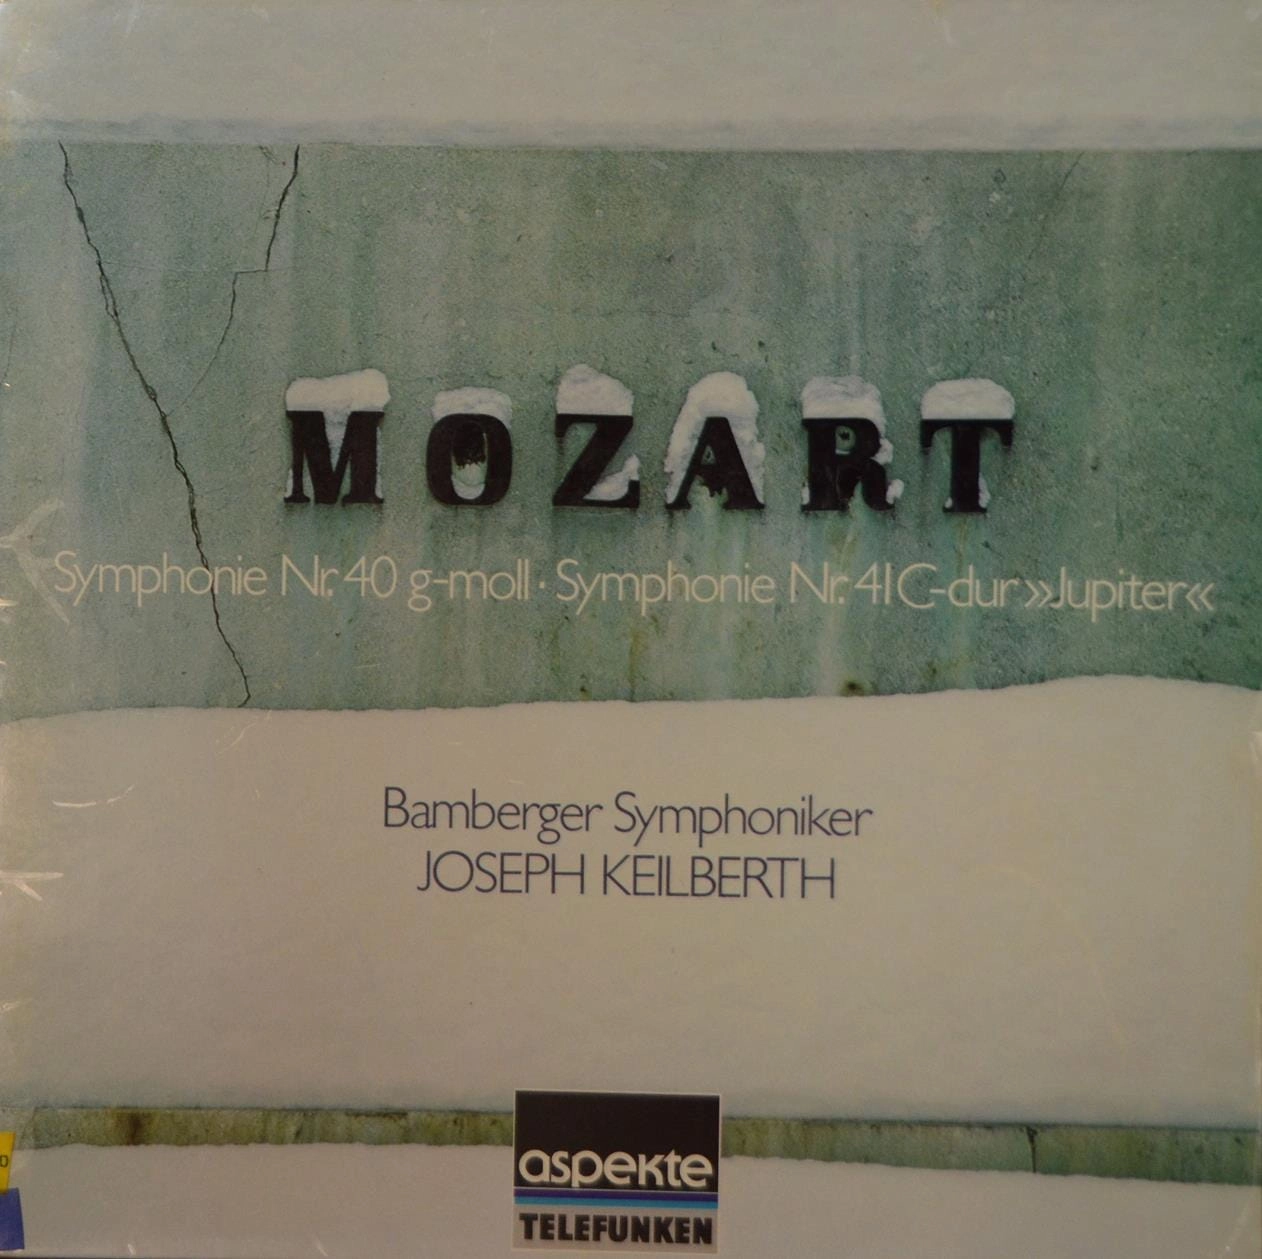 MOZART
Symphonie Nr. 40 g-moll · Symphonie Nr. 41 C-dur »Jupiter«
Bamberger Symphoniker
JOSEPH KEILBERTH
aspekte
TELEFUNKEN